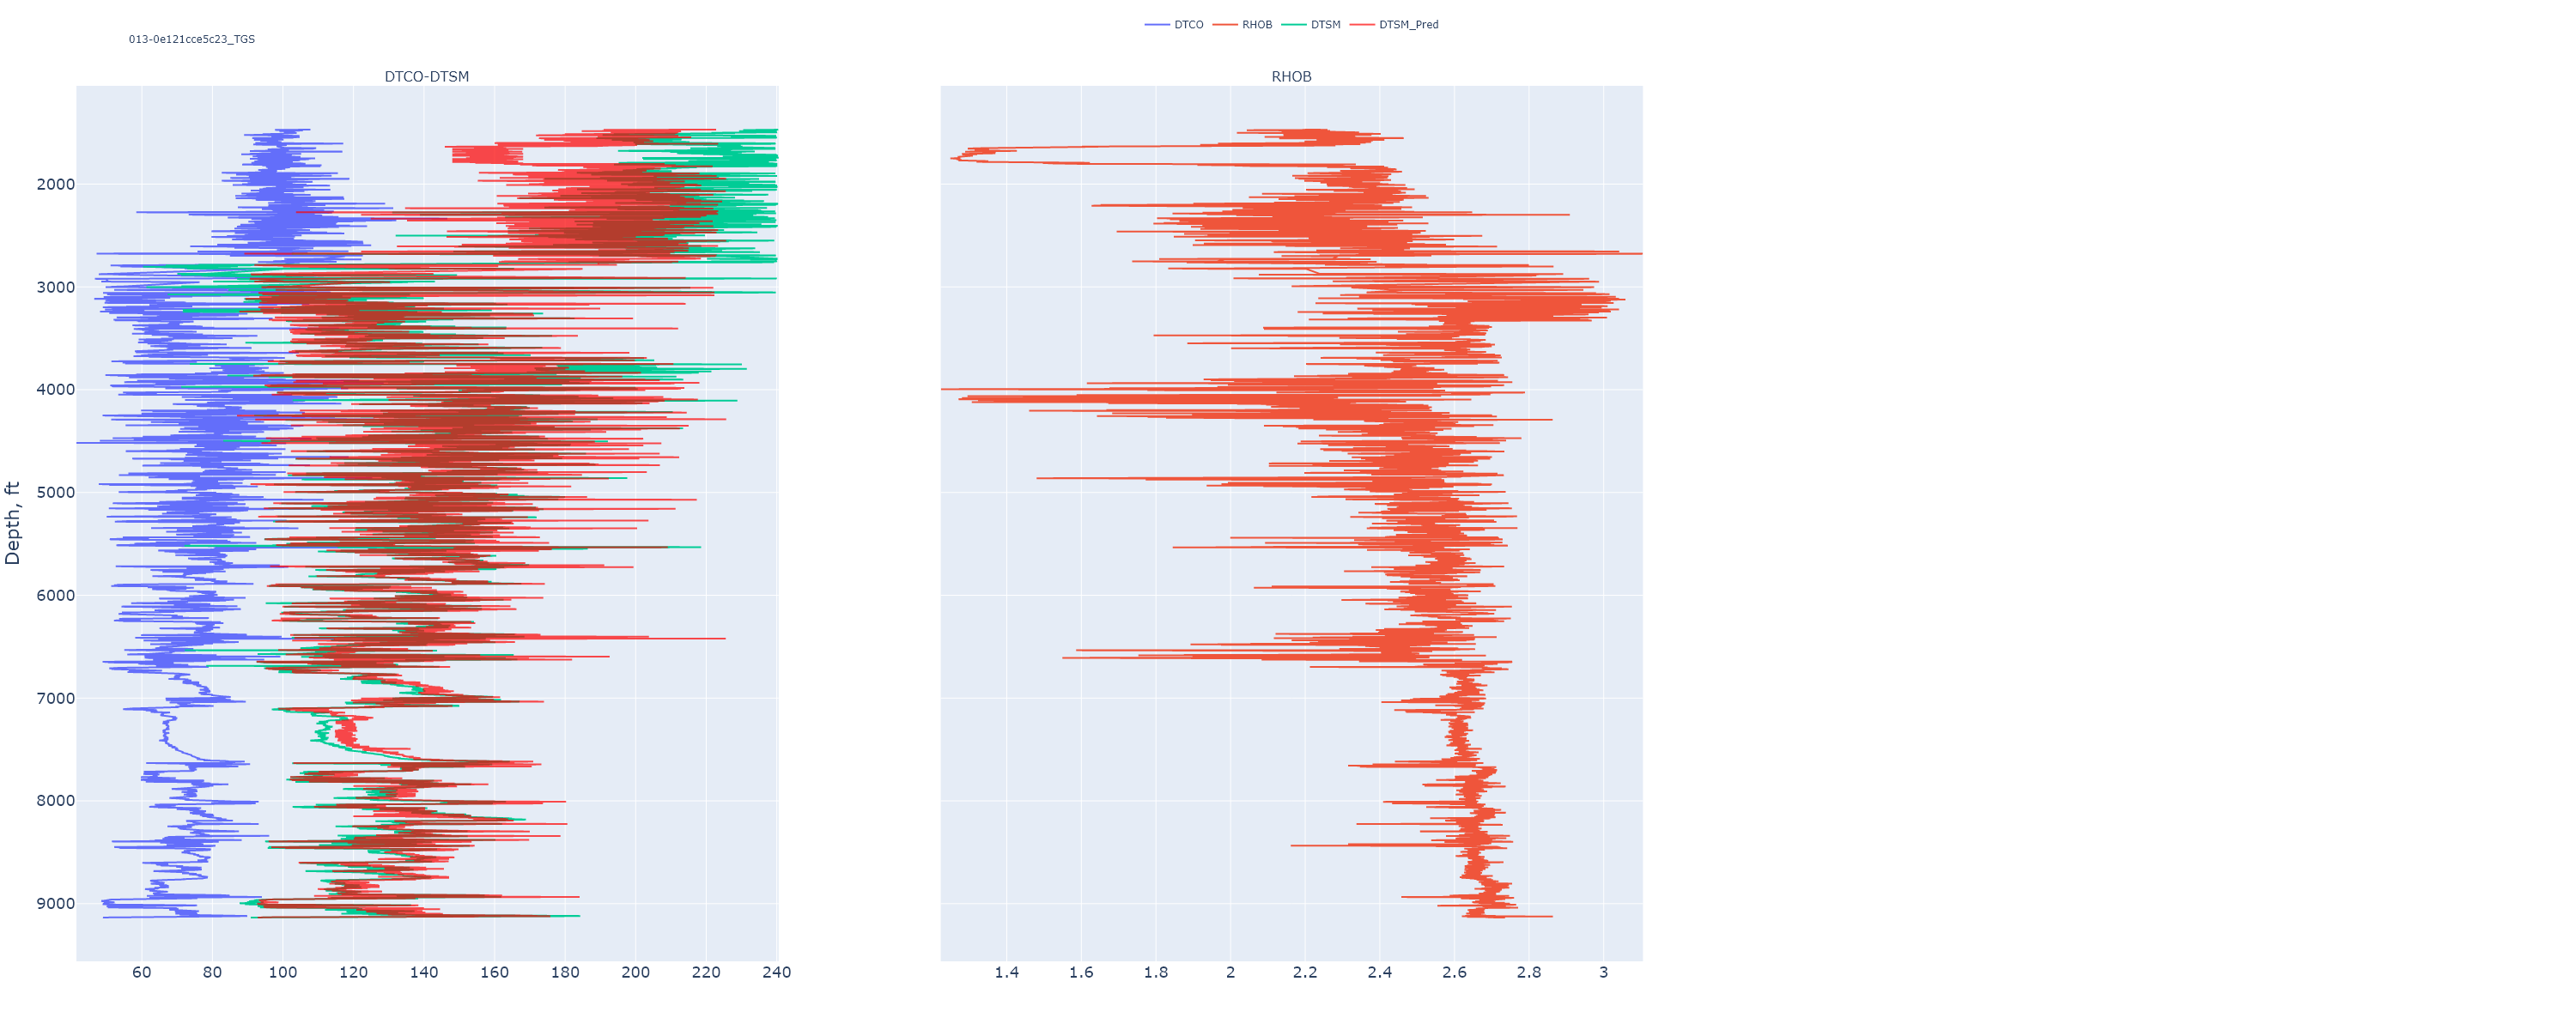 DTCO RHOB DTSM DTSM_Pred
013-0e121cce5c23_TGS
DTCO-DTSM
RHOB
Depth, ft
2000
3000
4000
5000
6000
7000
8000
9000
60 80 100 120 140 160 180 200 220 240
1.4 1.6 1.8 2 2.2 2.4 2.6 2.8 3